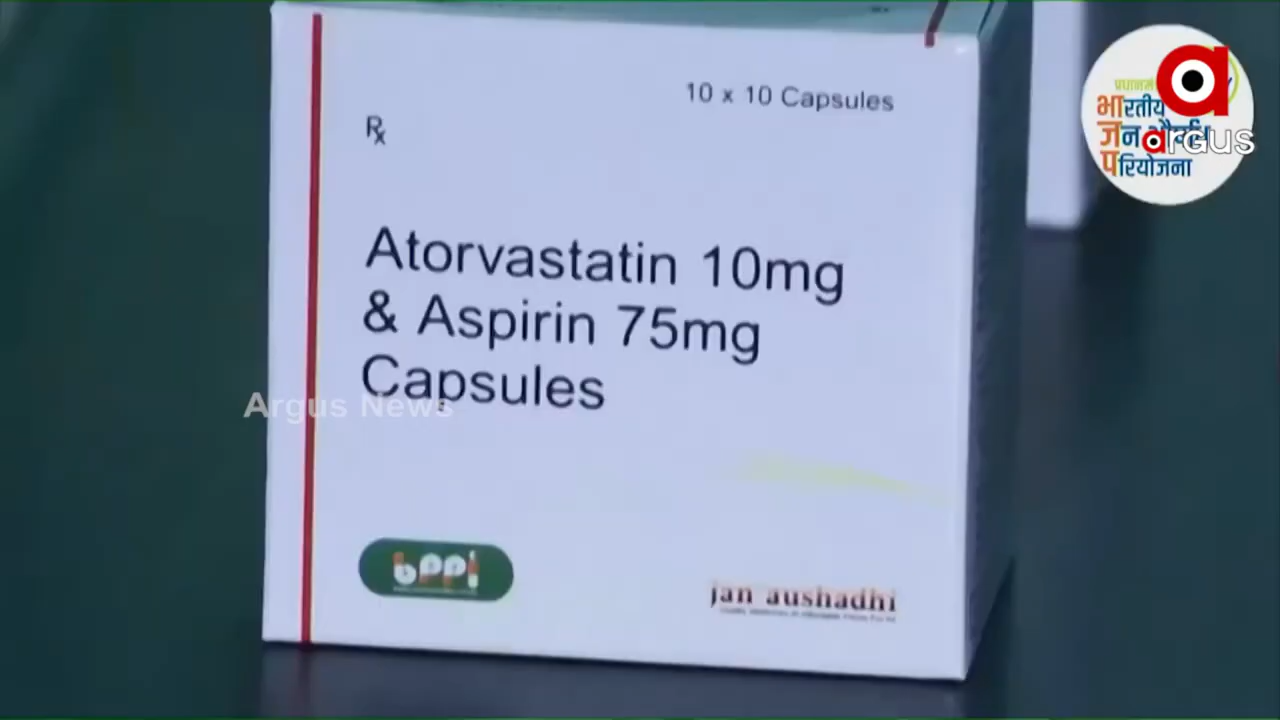 10 x 10 Capsules
Rx
Atorvastatin 10mg
& Aspirin 75mg
Capsules
bPPi
jan aushadhi
Argus News
भारतीय
जन
परियोजना
a
argus